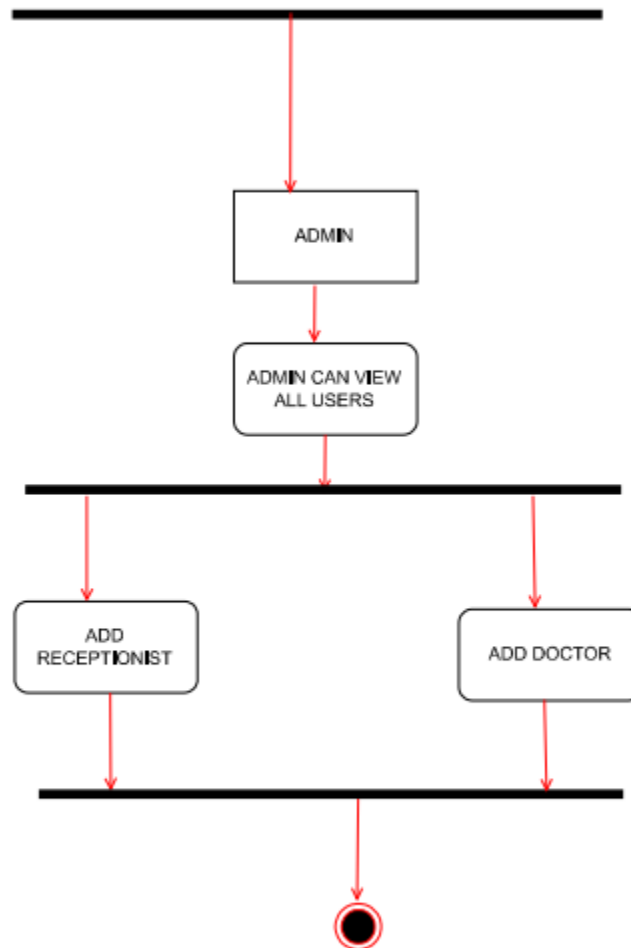 ADMIN
ADMIN CAN VIEW
ALL USERS
ADD
RECEPTIONIST
ADD DOCTOR